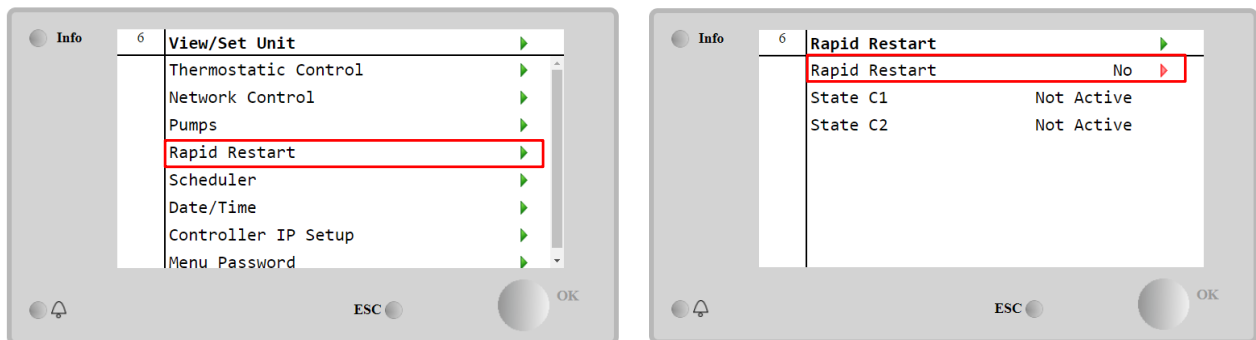 Info
6 View/Set Unit
Thermostatic Control
Network Control
Pumps
Rapid Restart
Scheduler
Date/Time
Controller IP Setup
Menu Password
ESC
OK
Info
6 Rapid Restart
Rapid Restart No
State C1 Not Active
State C2 Not Active
ESC
OK